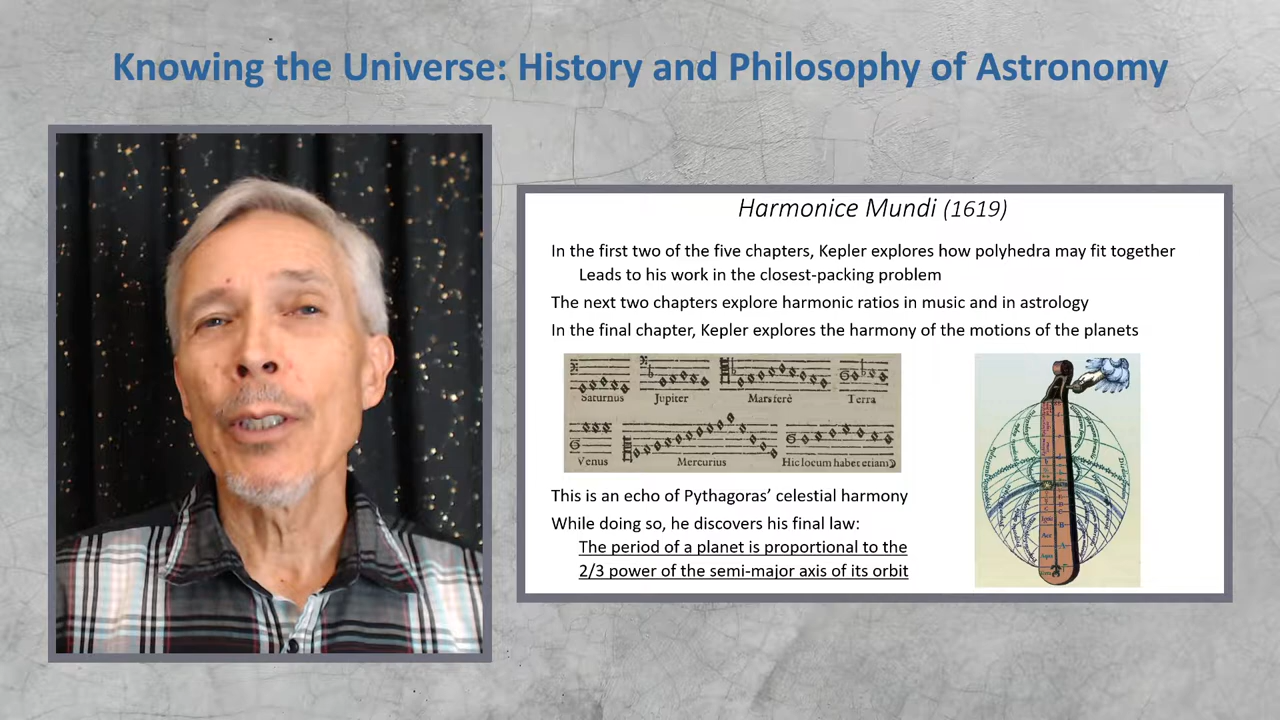 Knowing the Universe: History and Philosophy of Astronomy
Harmonice Mundi (1619)
In the first two of the five chapters, Kepler explores how polyhedra may fit together
Leads to his work in the closest-packing problem
The next two chapters explore harmonic ratios in music and in astrology
In the final chapter, Kepler explores the harmony of the motions of the planets
Saturnus Jupiter Mars ferè Terra
Venus Mercurius Hic locum habet etiam
This is an echo of Pythagoras’ celestial harmony
While doing so, he discovers his final law:
The period of a planet is proportional to the
2/3 power of the semi-major axis of its orbit